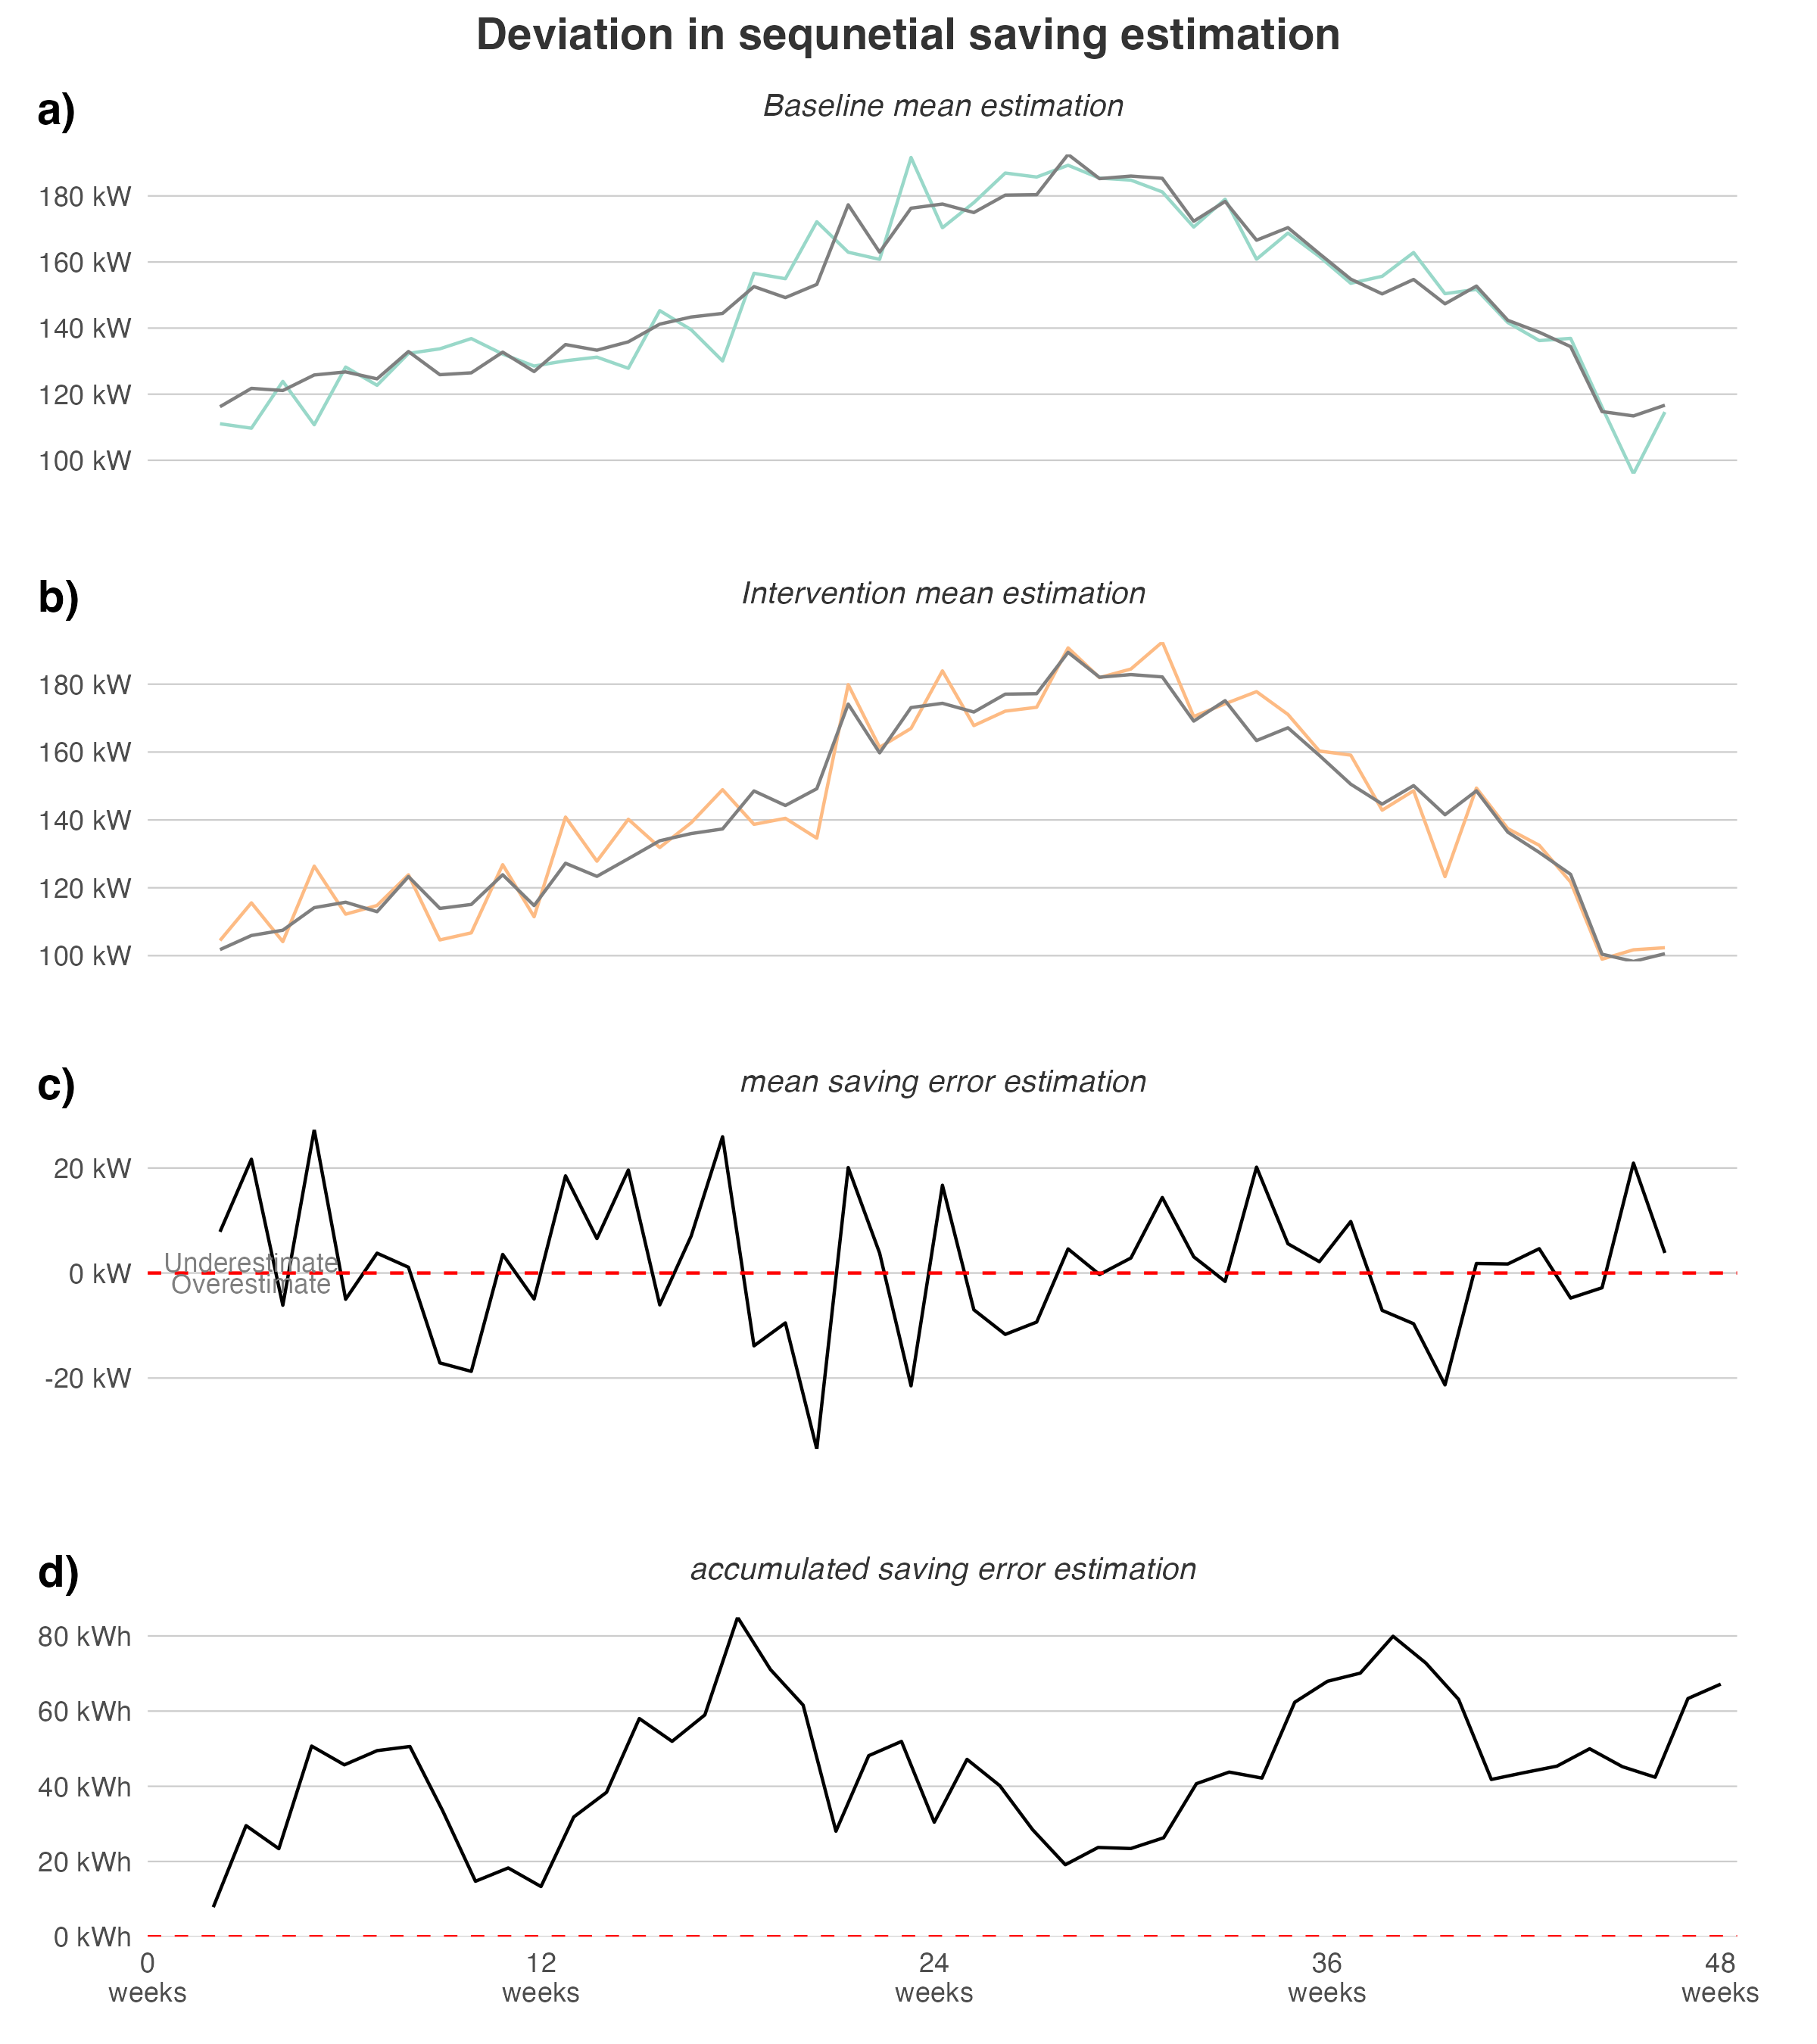 Deviation in sequnetial saving estimation
a)
Baseline mean estimation
180 kW
160 kW
140 kW
120 kW
100 kW
b)
Intervention mean estimation
180 kW
160 kW
140 kW
120 kW
100 kW
c)
mean saving error estimation
20 kW
Underestimate
0 kW
Overestimate
-20 kW
d)
accumulated saving error estimation
80 kWh
60 kWh
40 kWh
20 kWh
0 kWh
0 12 24 36 48
weeks weeks weeks weeks weeks